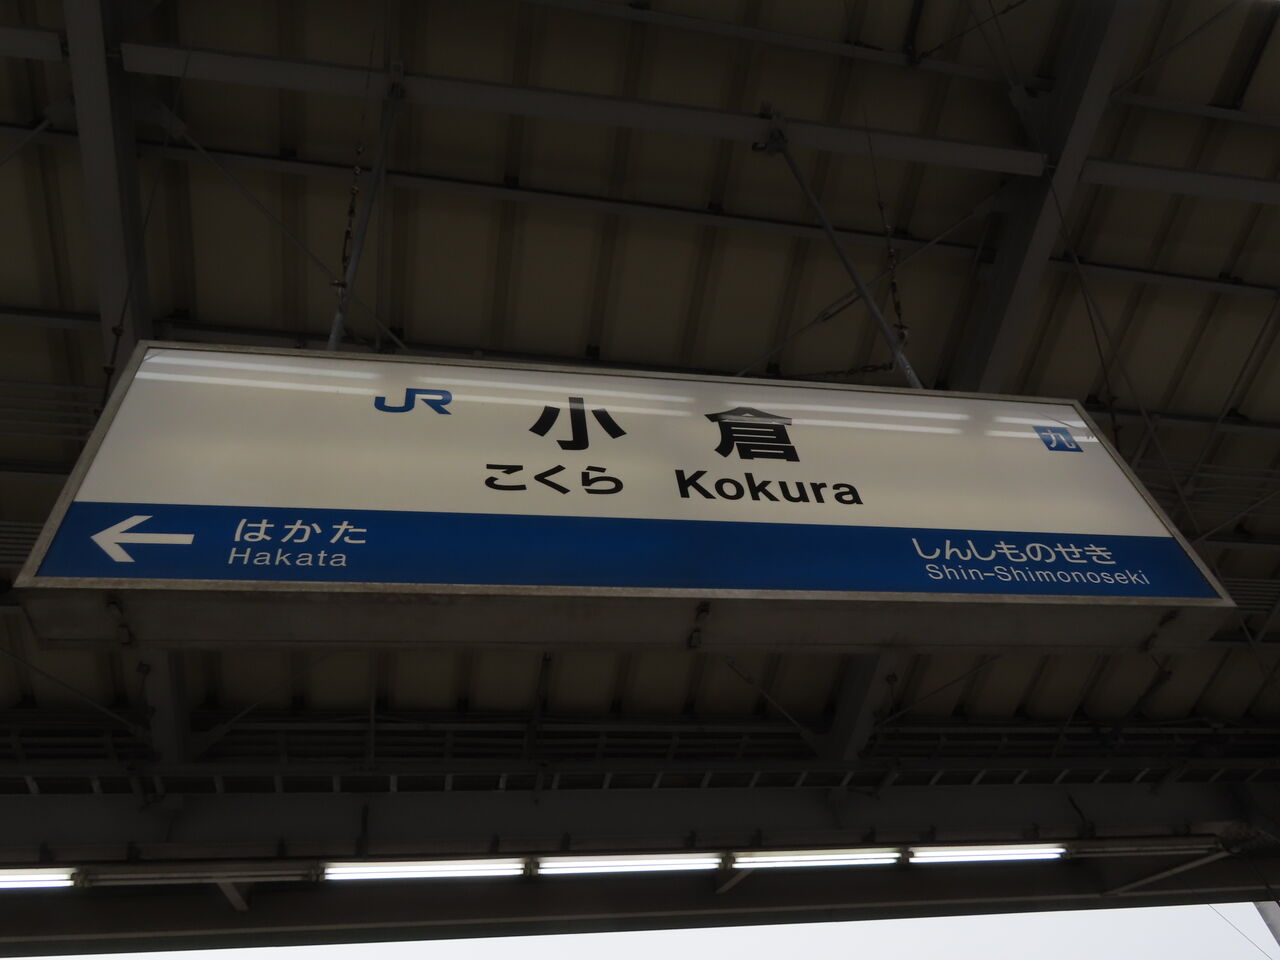 JR 小倉 九
こくら Kokura
← はかた
Hakata
しんしものせき
Shin-Shimonoseki